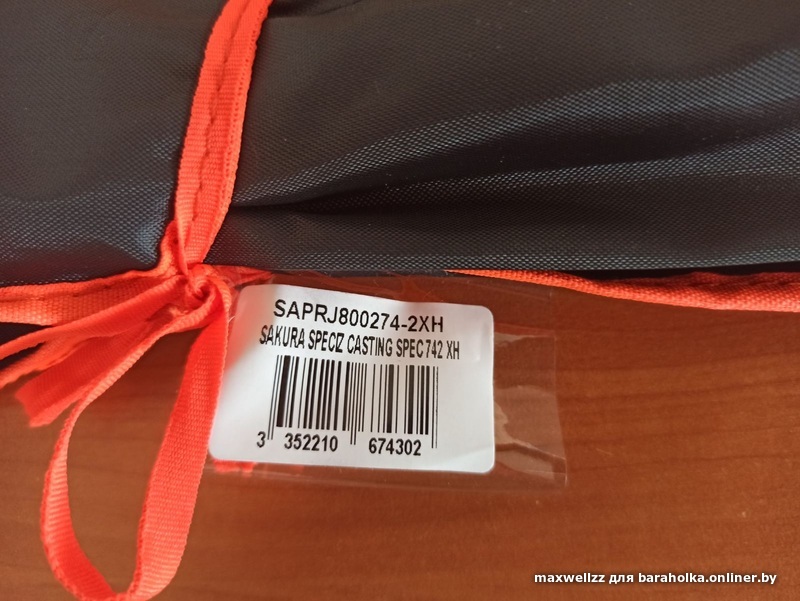 SAPRJ800274-2XH
SAKURA SPECIZ CASTING SPEC742 XH
3 352210 674302
maxwellzz для baraholka.onliner.by